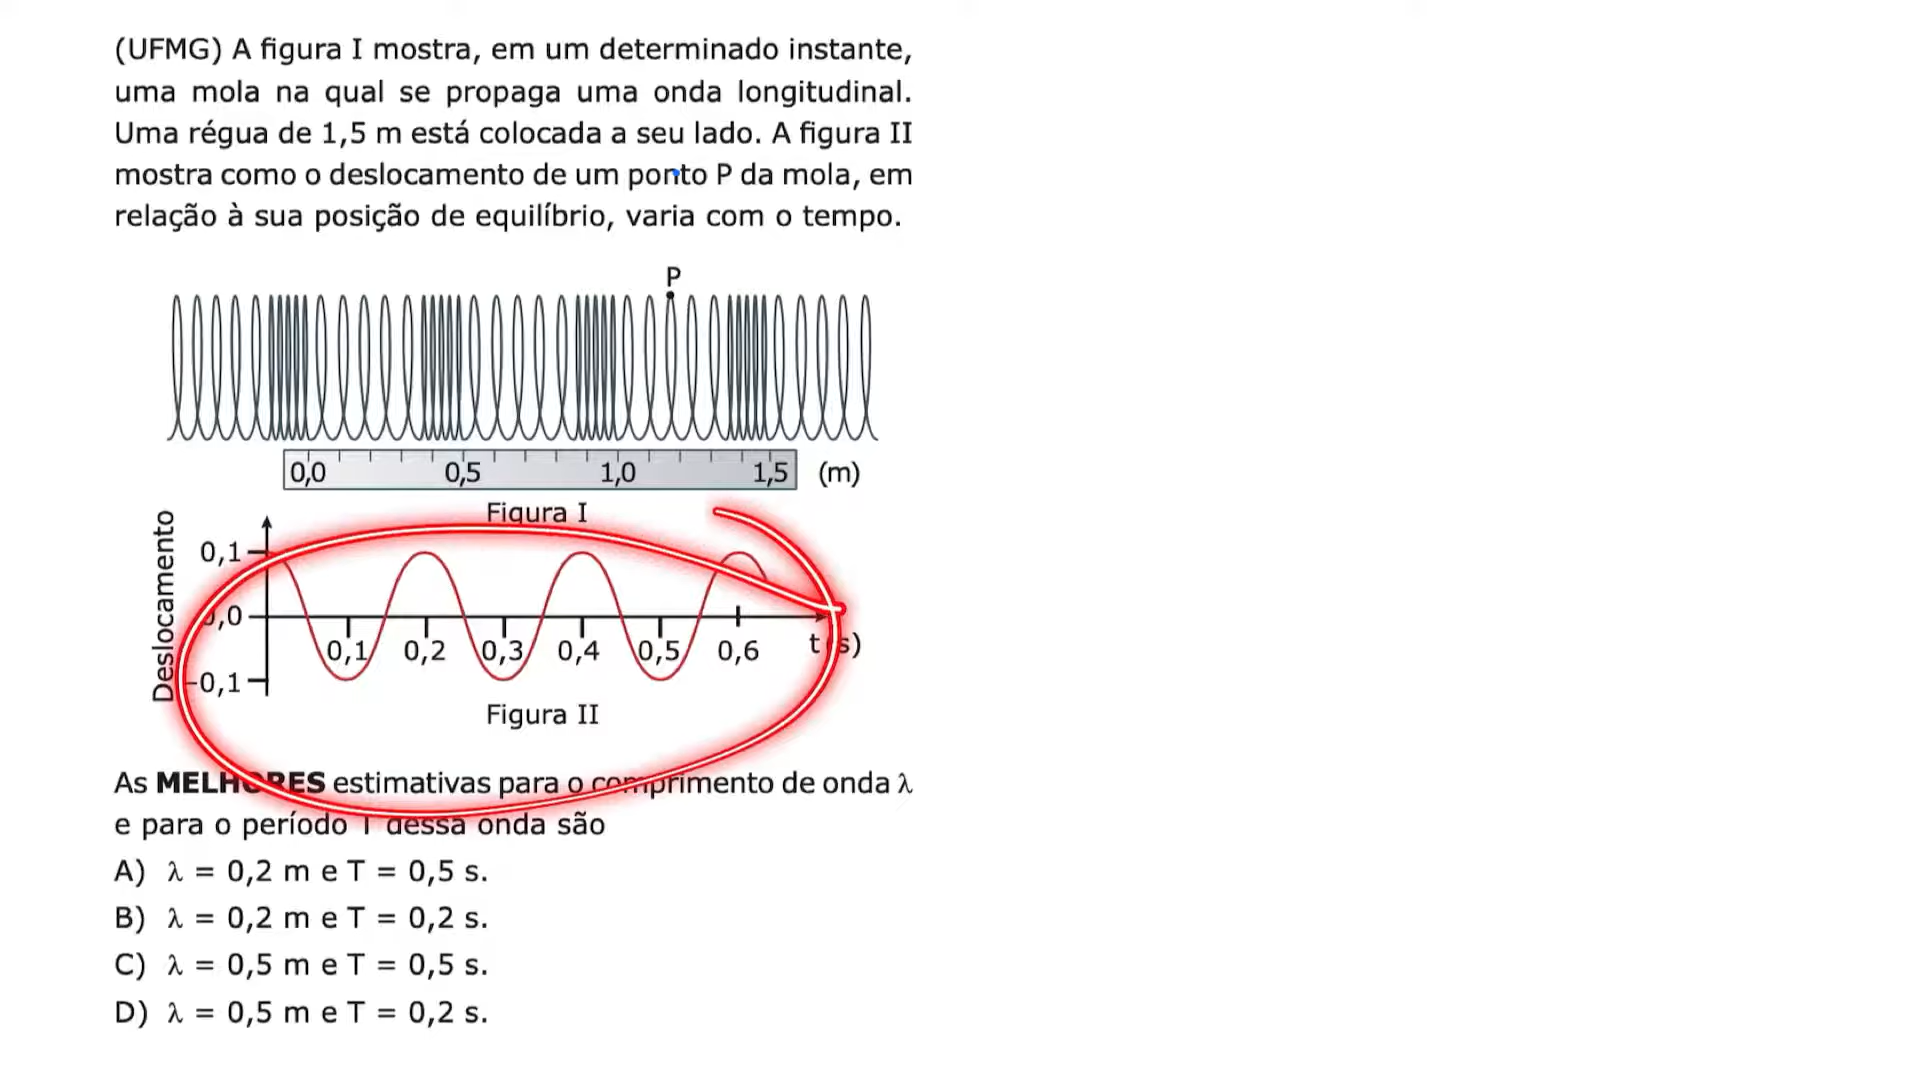 (UFMG) A figura I mostra, em um determinado instante,
uma mola na qual se propaga uma onda longitudinal.
Uma régua de 1,5 m está colocada a seu lado. A figura II
mostra como o deslocamento de um ponto P da mola, em
relação à sua posição de equilíbrio, varia com o tempo.
P
0,0 0,5 1,0 1,5 (m)
Figura I
Deslocamento
0,1
0,0
-0,1
0,1 0,2 0,3 0,4 0,5 0,6 t (s)
Figura II
As MELHORES estimativas para o comprimento de onda λ
e para o período T dessa onda são
A) λ = 0,2 m e T = 0,5 s.
B) λ = 0,2 m e T = 0,2 s.
C) λ = 0,5 m e T = 0,5 s.
D) λ = 0,5 m e T = 0,2 s.